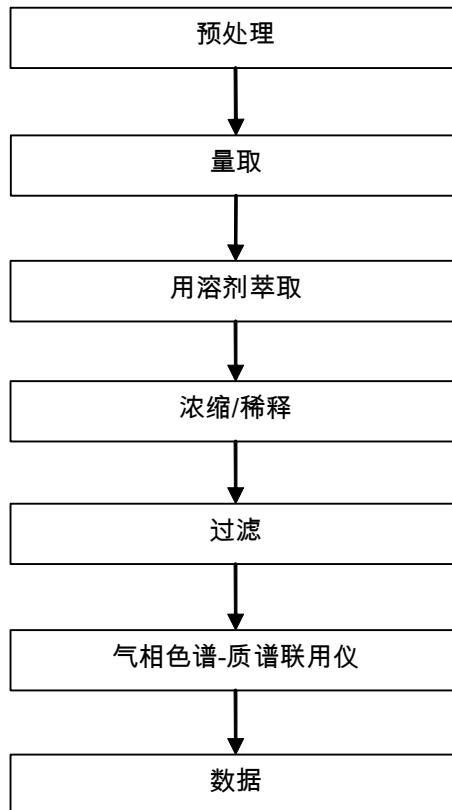 预处理
量取
用溶剂萃取
浓缩/稀释
过滤
气相色谱-质谱联用仪
数据